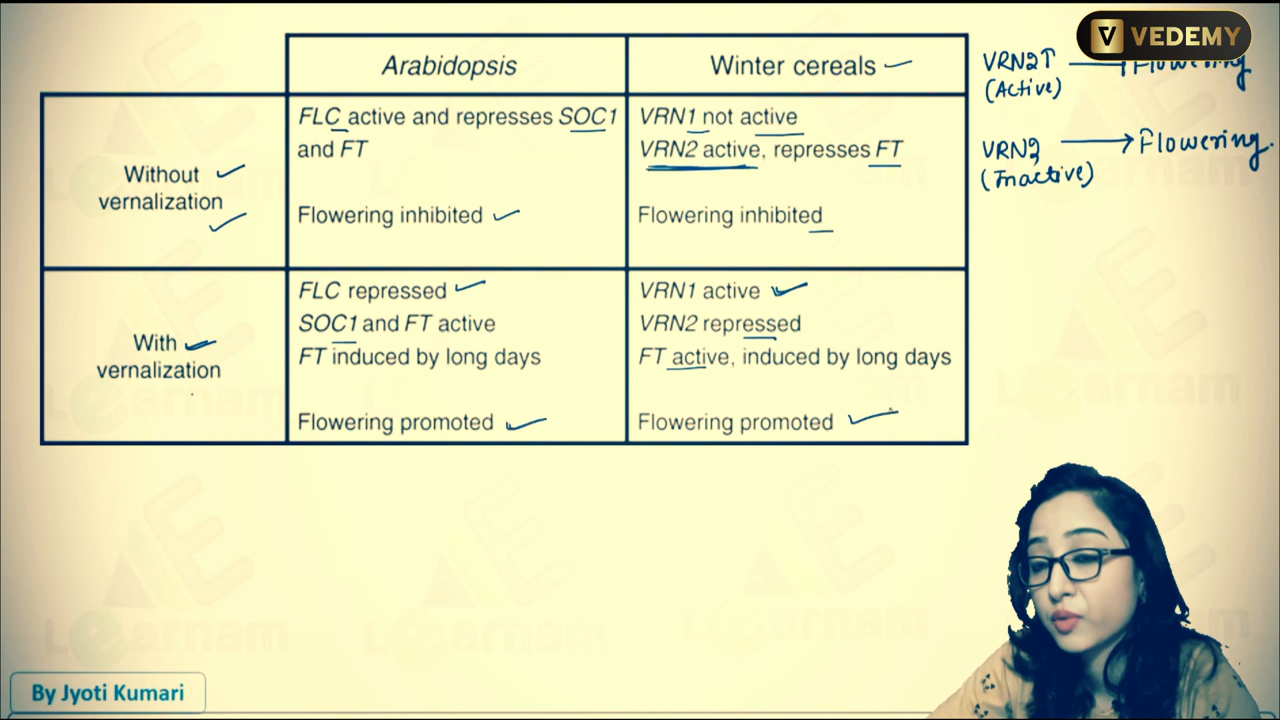 VEDEMY
Arabidopsis
Winter cereals
VRN2↑ → Flowering
(Active)
Without
vernalization
FLC active and represses SOC1
and FT
Flowering inhibited
VRN1 not active
VRN2 active, represses FT
Flowering inhibited
VRN2 → Flowering.
(Inactive)
With
vernalization
FLC repressed
SOC1 and FT active
FT induced by long days
Flowering promoted
VRN1 active
VRN2 repressed
FT active, induced by long days
Flowering promoted
Learnam
By Jyoti Kumari